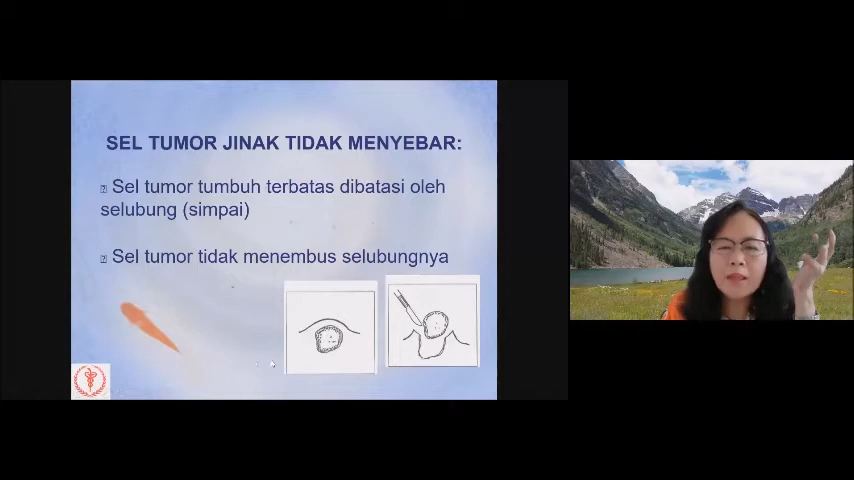 SEL TUMOR JINAK TIDAK MENYEBAR:
Sel tumor tumbuh terbatas dibatasi oleh
selubung (simpai)
Sel tumor tidak menembus selubungnya